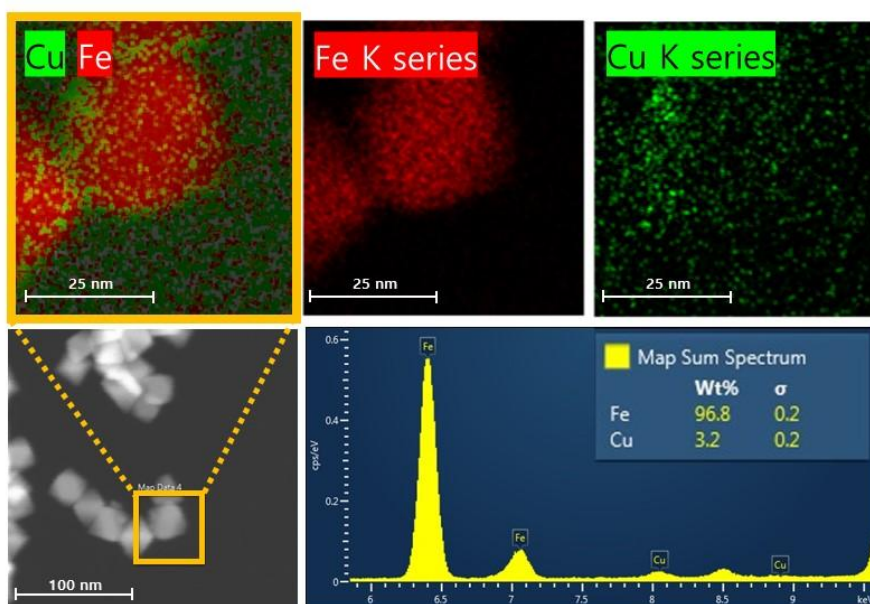 Cu Fe
25 nm
Fe K series
25 nm
Cu K series
25 nm
Map Data 4
100 nm
0.6
0.4
0.2
0
cps/eV
Fe
Fe
Cu
Cu
6 6.5 7 7.5 8 8.5 9 keV
Map Sum Spectrum
Wt% σ
Fe 96.8 0.2
Cu 3.2 0.2